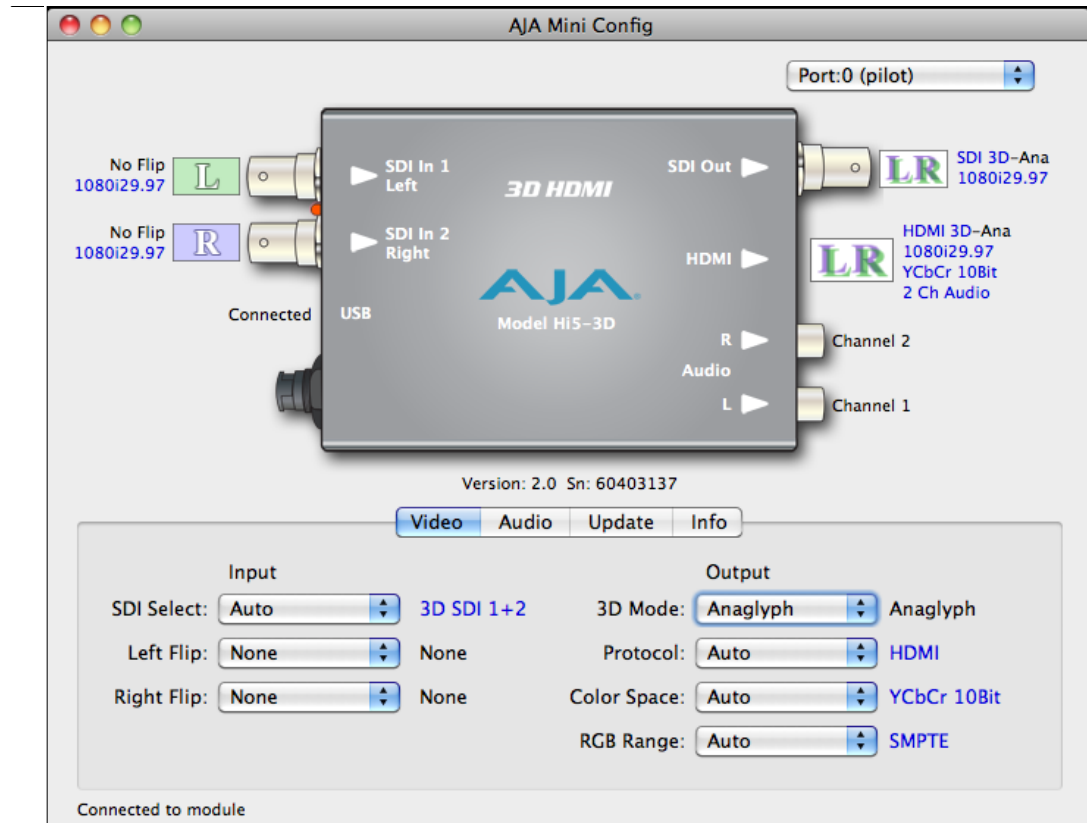 AJA Mini Config
Port:0 (pilot)
No Flip
1080i29.97
L
SDI In 1
Left
3D HDMI
SDI Out
LR
SDI 3D-Ana
1080i29.97
No Flip
1080i29.97
R
SDI In 2
Right
HDMI
LR
HDMI 3D-Ana
1080i29.97
YCbCr 10Bit
2 Ch Audio
Connected
USB
AJA
Model Hi5-3D
R
Channel 2
Audio
L
Channel 1
Version: 2.0 Sn: 60403137
Video Audio Update Info
Input
Output
SDI Select: Auto 3D SDI 1+2
3D Mode: Anaglyph Anaglyph
Left Flip: None None
Protocol: Auto HDMI
Right Flip: None None
Color Space: Auto YCbCr 10Bit
RGB Range: Auto SMPTE
Connected to module